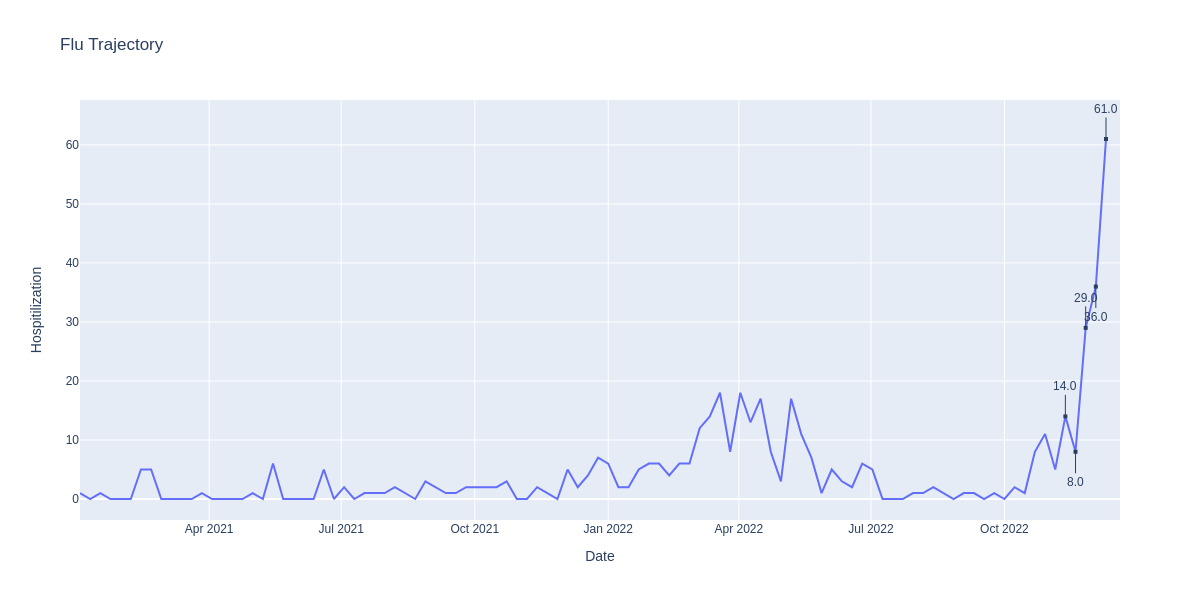 Flu Trajectory
61.0
60
50
40
29.0
36.0
30
20
14.0
10
8.0
0
Hospitilization
Apr 2021
Jul 2021
Oct 2021
Jan 2022
Apr 2022
Jul 2022
Oct 2022
Date